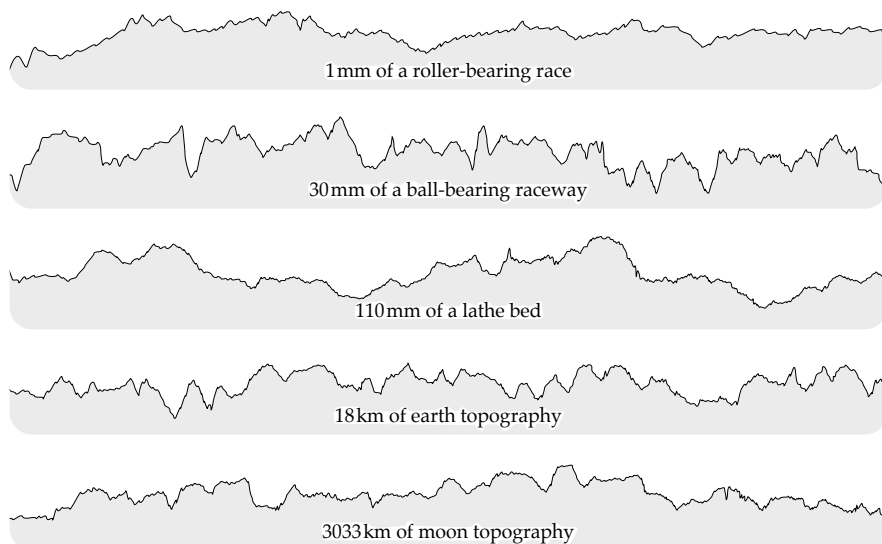 1 mm of a roller-bearing race
30 mm of a ball-bearing raceway
110 mm of a lathe bed
18 km of earth topography
3033 km of moon topography